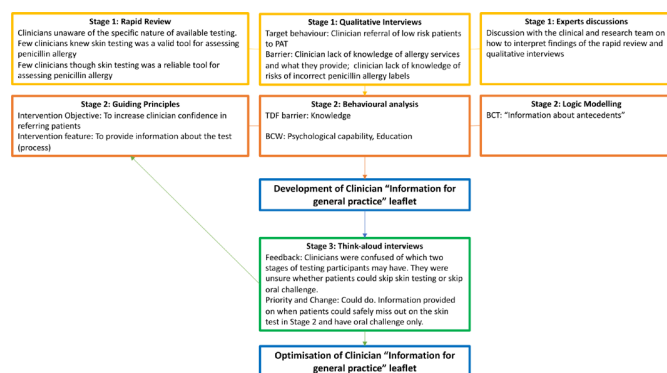 Stage 1: Rapid Review
Clinicians unaware of the specific nature of available testing.
Few clinicians knew skin testing was a valid tool for assessing
penicillin allergy
Few clinicians though skin testing was a reliable tool for
assessing penicillin allergy
Stage 1: Qualitative Interviews
Target behaviour: Clinician referral of low risk patients
to PAT
Barrier: Clinician lack of knowledge of allergy services
and what they provide;  clinician lack of knowledge of
risks of incorrect penicillin allergy labels
Stage 1: Experts discussions
Discussion with the clinical and research team on
how to interpret findings of the rapid review and
qualitative interviews
Stage 2: Guiding Principles
Intervention Objective: To increase clinician confidence in
referring patients
Intervention feature: To provide information about the test
(process)
Stage 2: Behavioural analysis
TDF barrier: Knowledge
BCW: Psychological capability, Education
Stage 2: Logic Modelling
BCT: “Information about antecedents”
Development of Clinician “Information for
general practice” leaflet
Stage 3: Think-aloud interviews
Feedback: Clinicians were confused of which two
stages of testing participants may have. They were
unsure whether patients could skip skin testing or skip
oral challenge.
Priority and Change: Could do. Information provided
on when patients could safely miss out on the skin
test in Stage 2 and have oral challenge only.
Optimisation of Clinician “Information for
general practice” leaflet